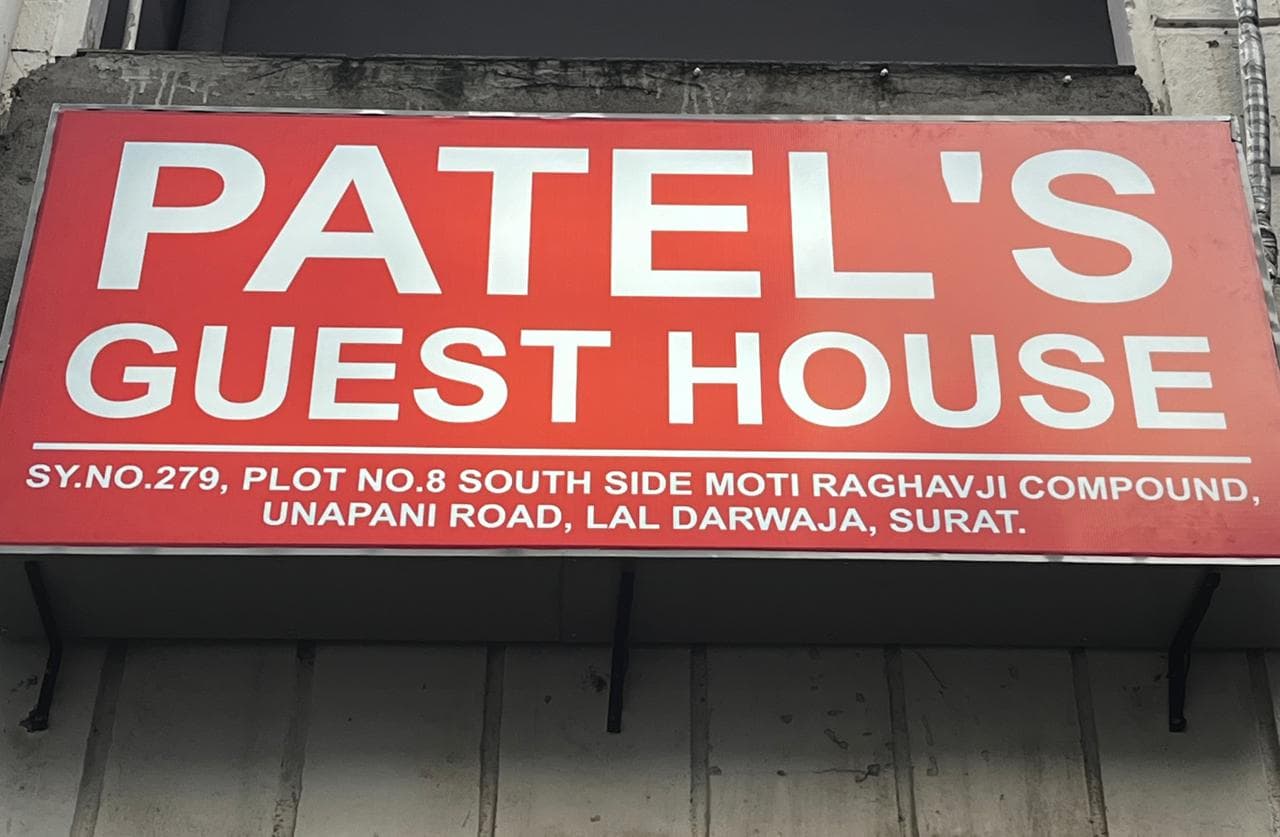 PATEL'S
GUEST HOUSE
SY.NO.279, PLOT NO.8 SOUTH SIDE MOTI RAGHAVJI COMPOUND,
UNAPANI ROAD, LAL DARWAJA, SURAT.